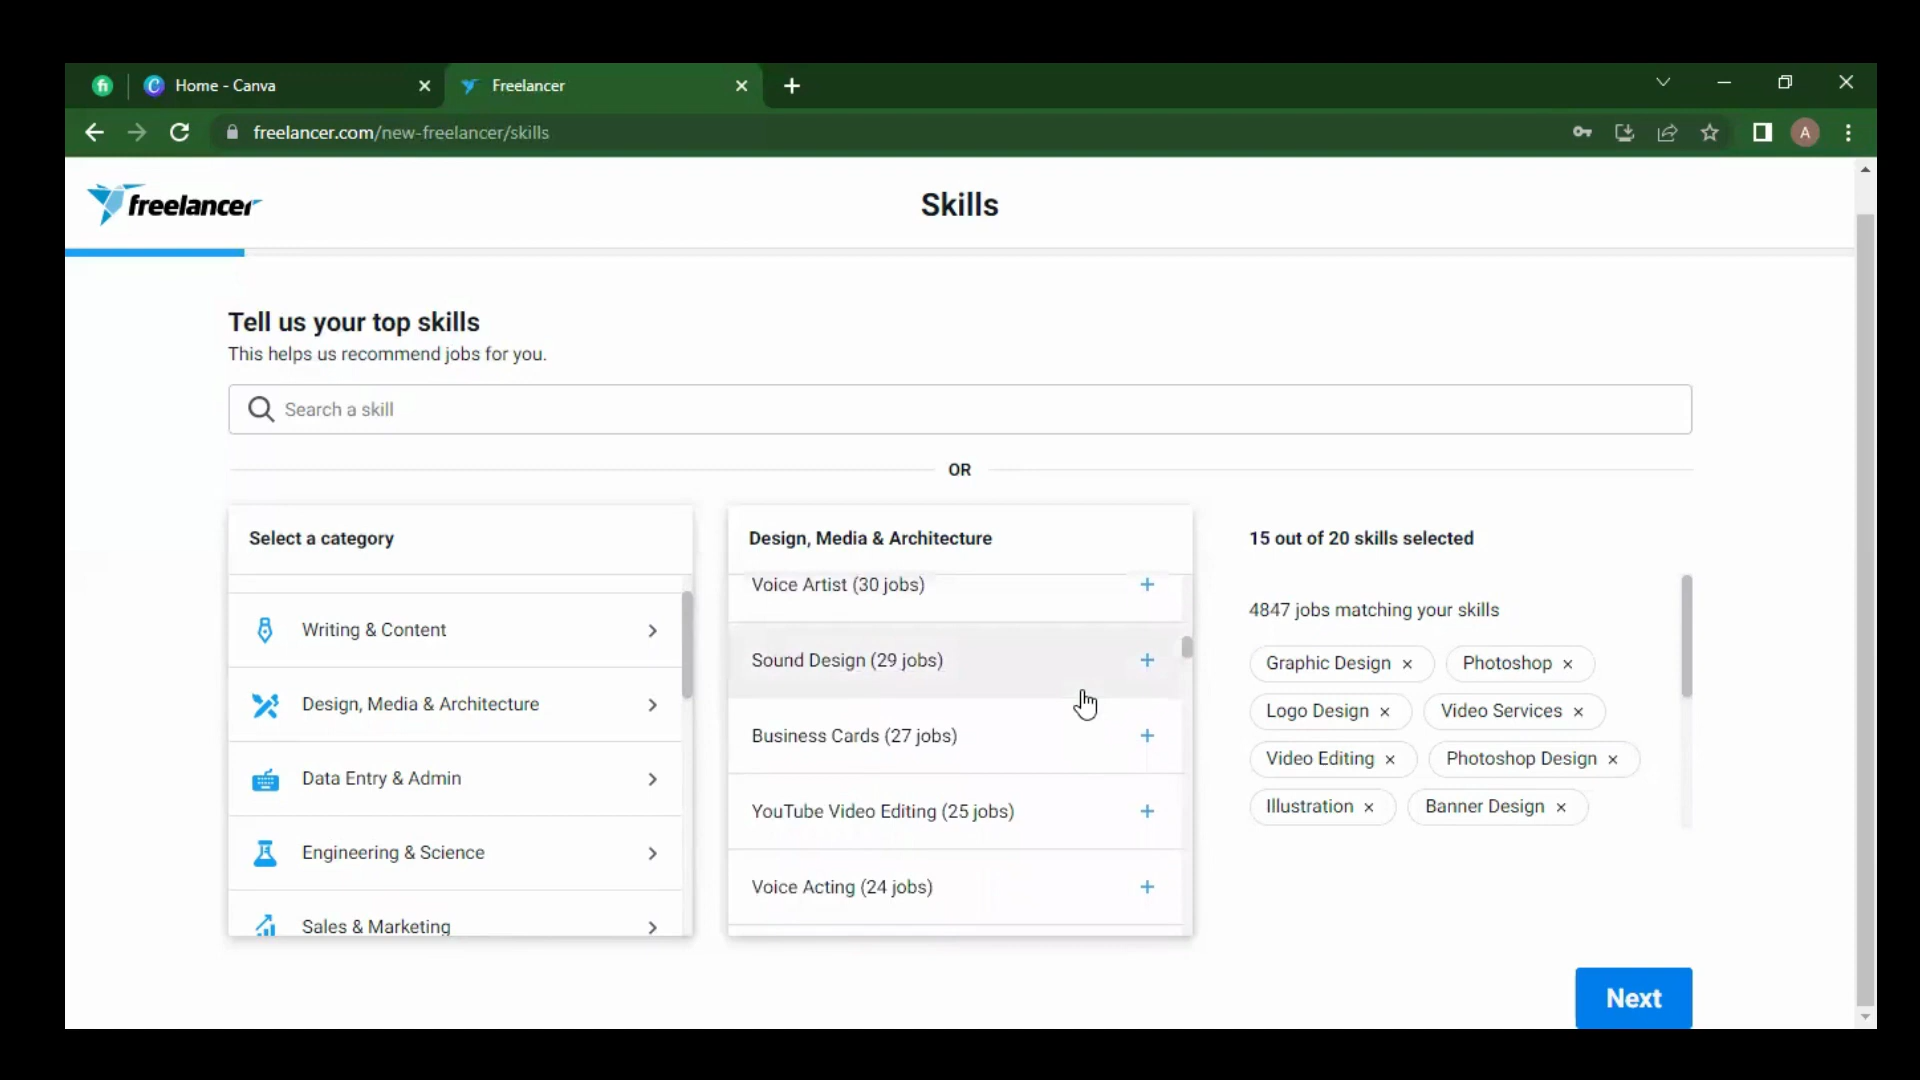 Home - Canva
Freelancer
freelancer.com/new-freelancer/skills
A
freelancer
Skills
Tell us your top skills
This helps us recommend jobs for you.
Search a skill
OR
Select a category
Writing & Content
Design, Media & Architecture
Data Entry & Admin
Engineering & Science
Sales & Marketing
Design, Media & Architecture
Voice Artist (30 jobs)
Sound Design (29 jobs)
Business Cards (27 jobs)
YouTube Video Editing (25 jobs)
Voice Acting (24 jobs)
15 out of 20 skills selected
4847 jobs matching your skills
Graphic Design × Photoshop ×
Logo Design × Video Services ×
Video Editing × Photoshop Design ×
Illustration × Banner Design ×
Next